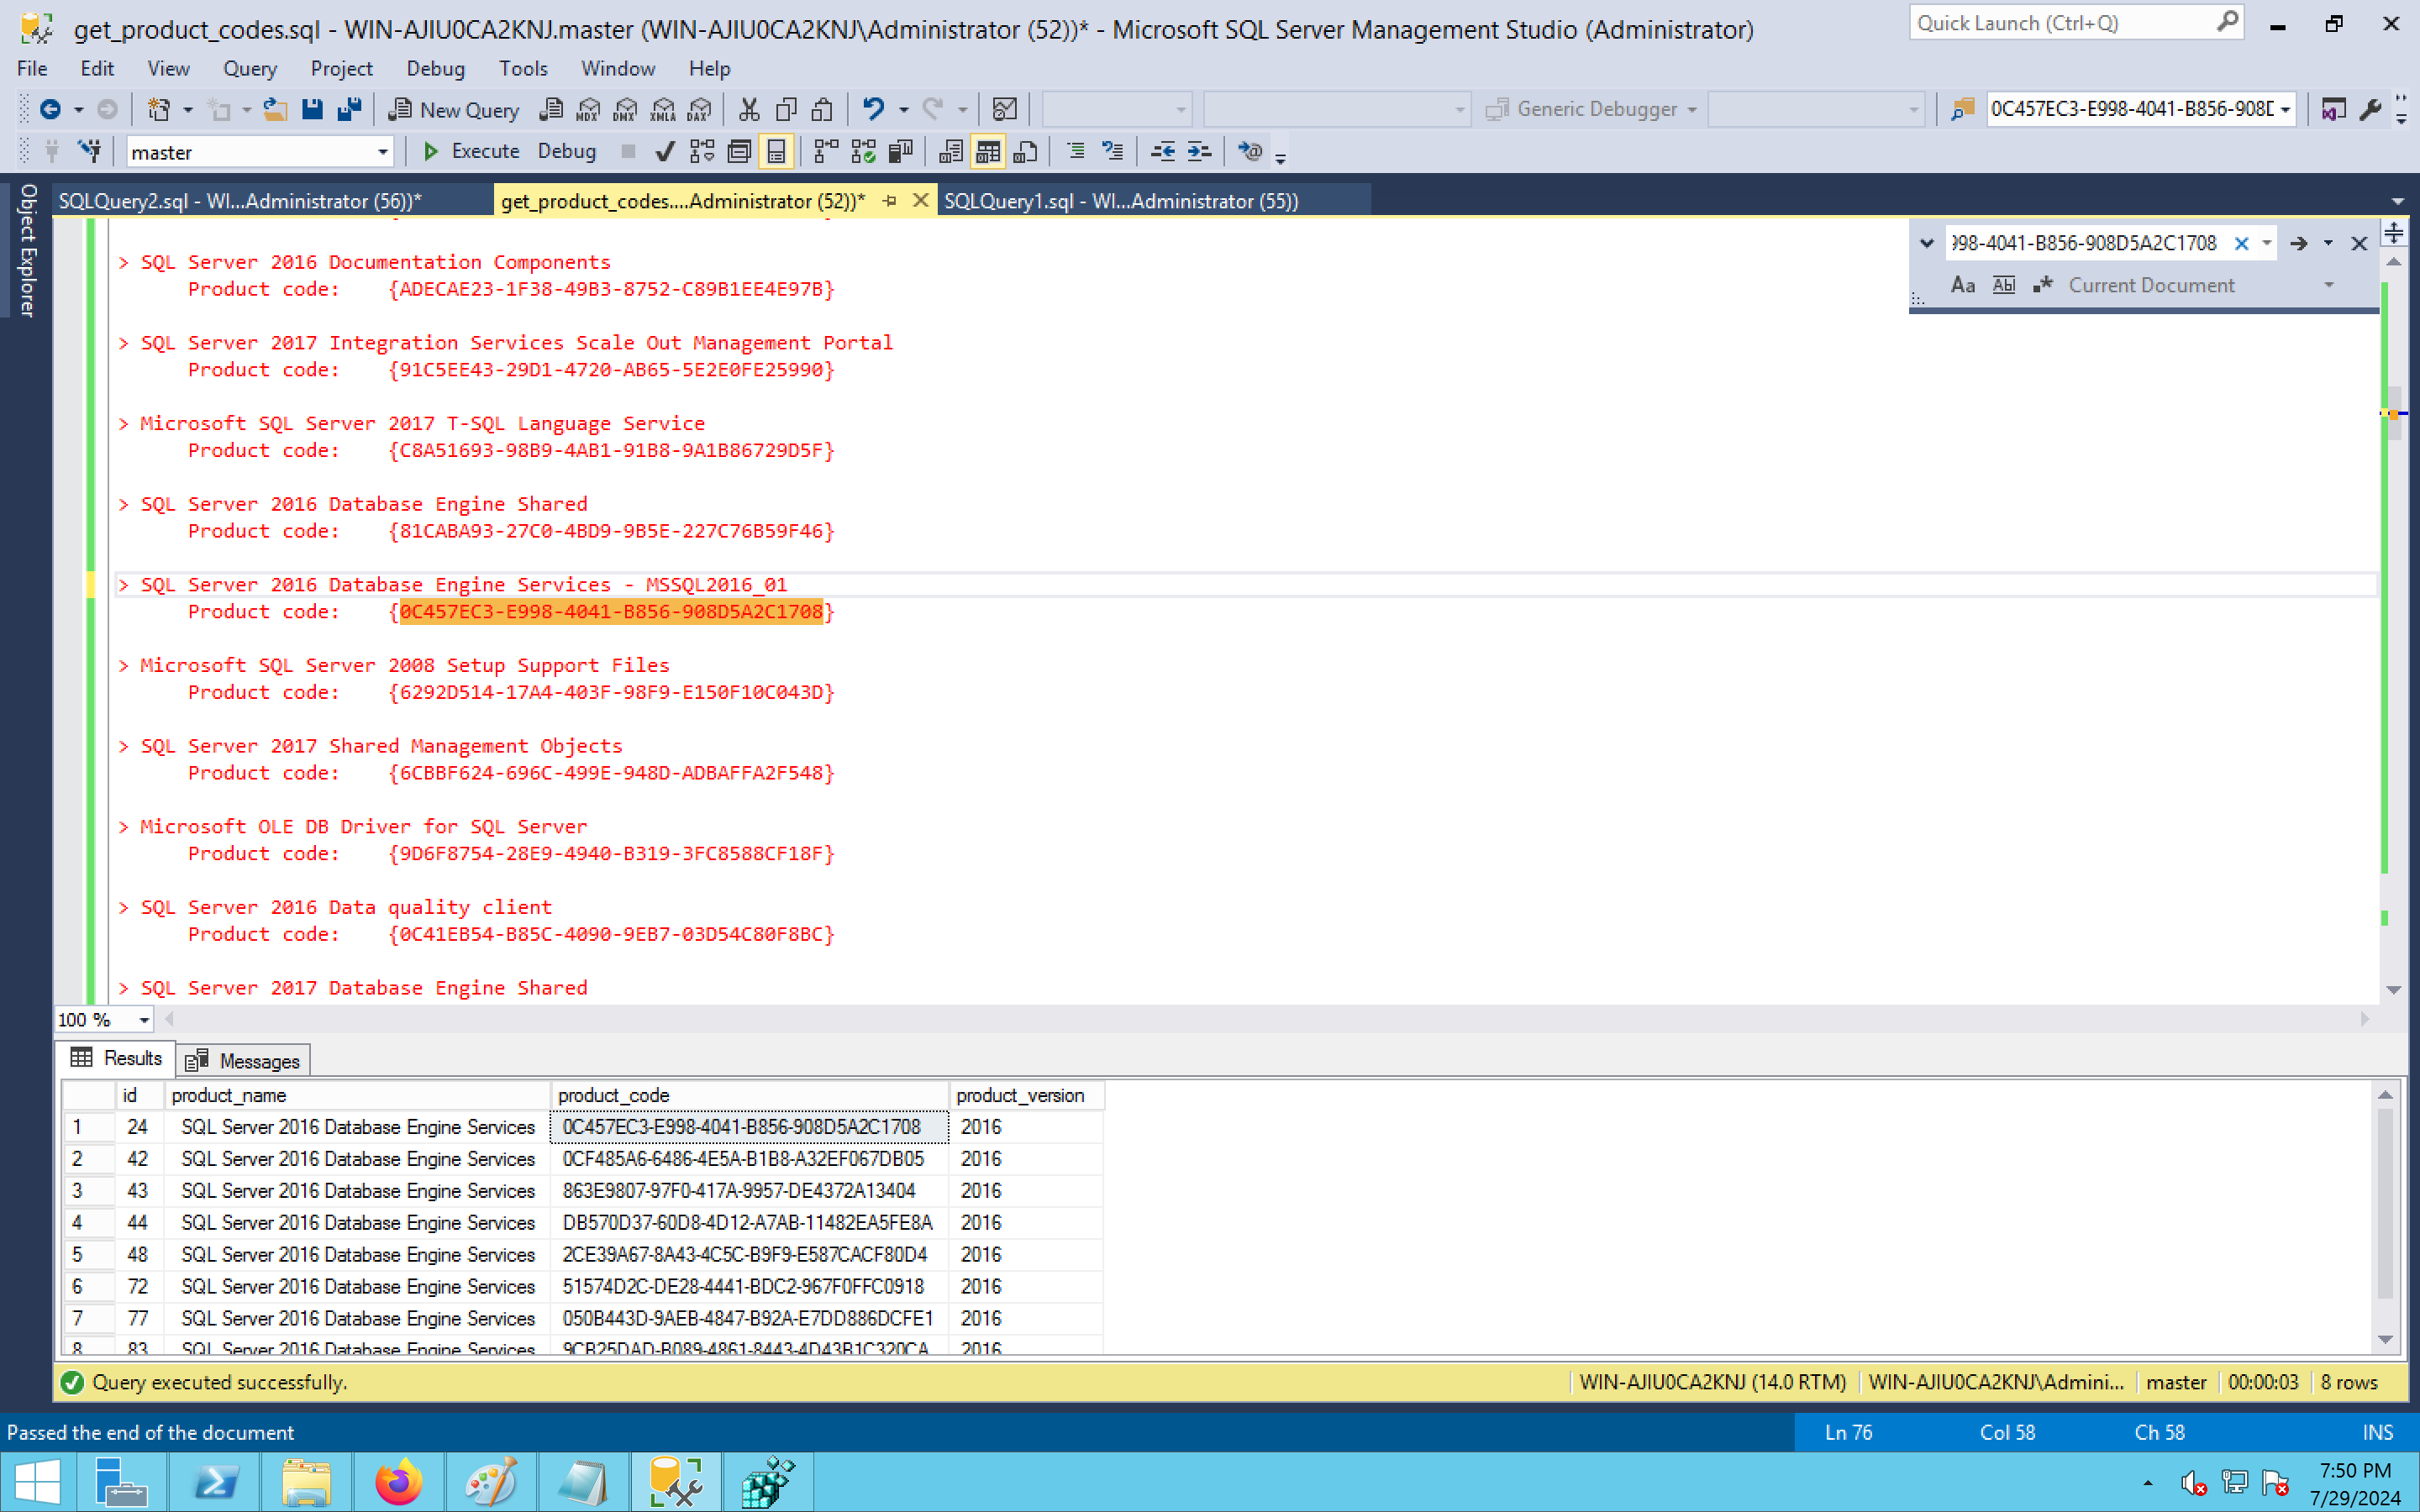 get_product_codes.sql - WIN-AJIU0CA2KNJ.master (WIN-AJIU0CA2KNJ\Administrator (52))* - Microsoft SQL Server Management Studio (Administrator)
Quick Launch (Ctrl+Q)
File Edit View Query Project Debug Tools Window Help
New Query MDX DMX XMLA DAX Generic Debugger 0C457EC3-E998-4041-B856-908D
master Execute Debug
Object Explorer
SQLQuery2.sql - WI...Administrator (56))* get_product_codes....Administrator (52))* SQLQuery1.sql - WI...Administrator (55))
998-4041-B856-908D5A2C1708
Aa Abl Current Document
> SQL Server 2016 Documentation Components
Product code: {ADECAE23-1F38-49B3-8752-C89B1EE4E97B}
> SQL Server 2017 Integration Services Scale Out Management Portal
Product code: {91C5EE43-29D1-4720-AB65-5E2E0FE25990}
> Microsoft SQL Server 2017 T-SQL Language Service
Product code: {C8A51693-98B9-4AB1-91B8-9A1B86729D5F}
> SQL Server 2016 Database Engine Shared
Product code: {81CABA93-27C0-4BD9-9B5E-227C76B59F46}
> SQL Server 2016 Database Engine Services - MSSQL2016_01
Product code: {0C457EC3-E998-4041-B856-908D5A2C1708}
> Microsoft SQL Server 2008 Setup Support Files
Product code: {6292D514-17A4-403F-98F9-E150F10C043D}
> SQL Server 2017 Shared Management Objects
Product code: {6CBBF624-696C-499E-948D-ADBAFFA2F548}
> Microsoft OLE DB Driver for SQL Server
Product code: {9D6F8754-28E9-4940-B319-3FC8588CF18F}
> SQL Server 2016 Data quality client
Product code: {0C41EB54-B85C-4090-9EB7-03D54C80F8BC}
> SQL Server 2017 Database Engine Shared
100 %
Results Messages
id product_name product_code product_version
1 24 SQL Server 2016 Database Engine Services 0C457EC3-E998-4041-B856-908D5A2C1708 2016
2 42 SQL Server 2016 Database Engine Services 0CF485A6-6486-4E5A-B1B8-A32EF067DB05 2016
3 43 SQL Server 2016 Database Engine Services 863E9807-97F0-417A-9957-DE4372A13404 2016
4 44 SQL Server 2016 Database Engine Services DB570D37-60D8-4D12-A7AB-11482EA5FE8A 2016
5 48 SQL Server 2016 Database Engine Services 2CE39A67-8A43-4C5C-B9F9-E587CACF80D4 2016
6 72 SQL Server 2016 Database Engine Services 51574D2C-DE28-4441-BDC2-967F0FFC0918 2016
7 77 SQL Server 2016 Database Engine Services 050B443D-9AEB-4847-B92A-E7DD886DCFE1 2016
8 83 SQL Server 2016 Database Engine Services 9CB25DAD-B089-4861-8443-4D43B1C320CA 2016
Query executed successfully. WIN-AJIU0CA2KNJ (14.0 RTM) WIN-AJIU0CA2KNJ\Admini... master 00:00:03 8 rows
Passed the end of the document Ln 76 Col 58 Ch 58 INS
7:50 PM
7/29/2024